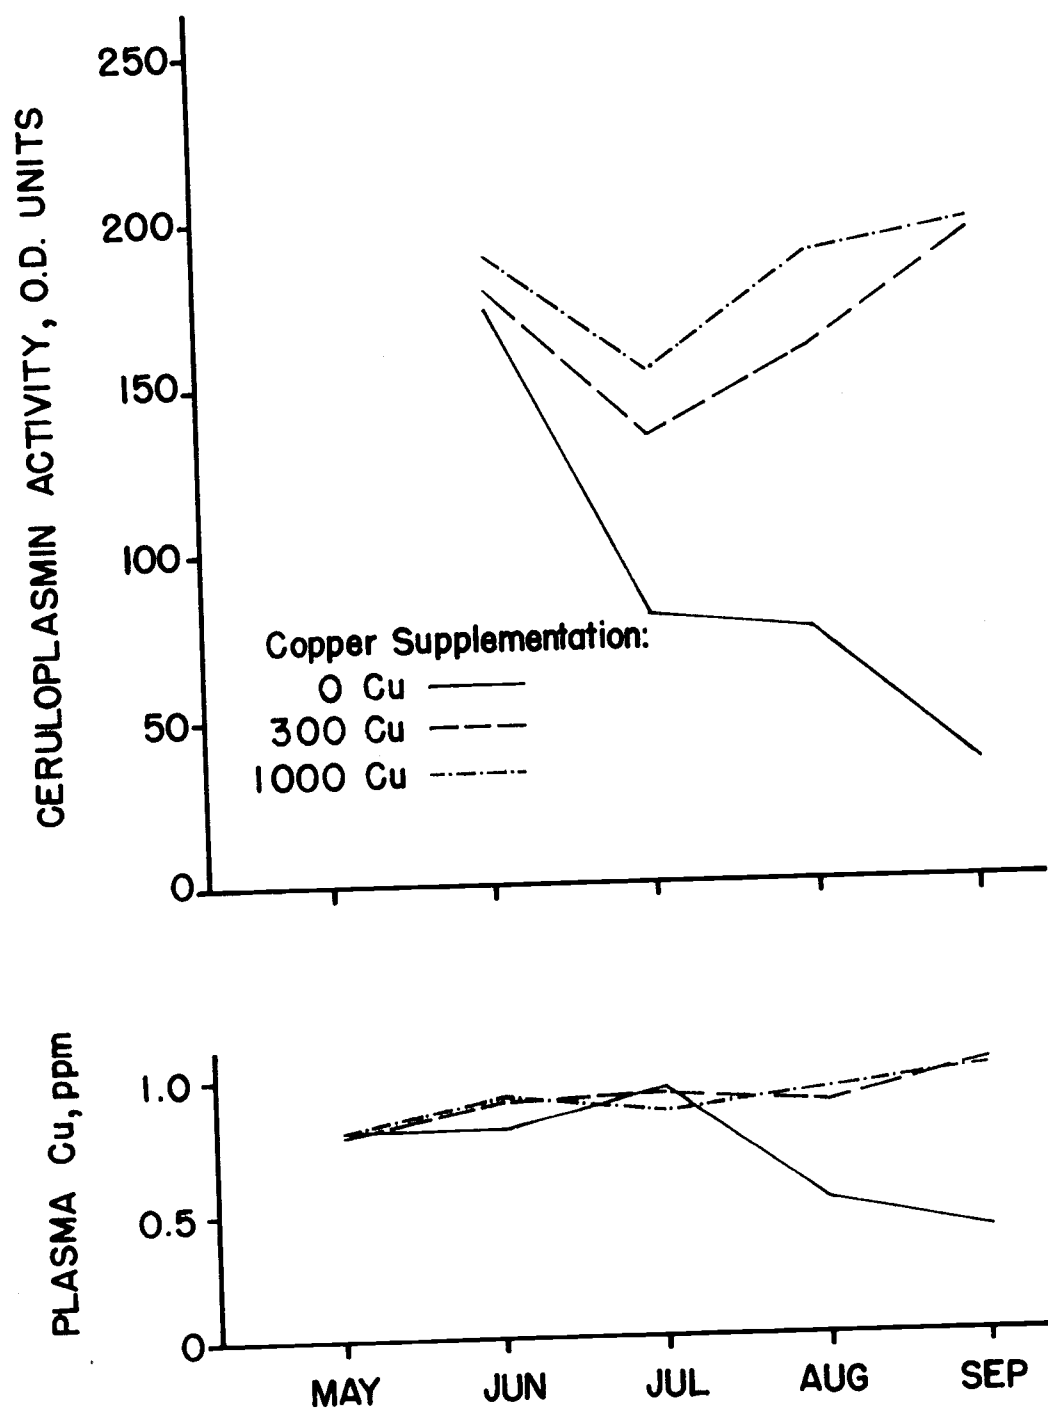 CERULOPLASMIN ACTIVITY, O.D. UNITS
250
200
150
100
50
0
Copper Supplementation:
0 Cu
300 Cu
1000 Cu
PLASMA Cu, ppm
1.0
0.5
0
MAY JUN JUL AUG SEP